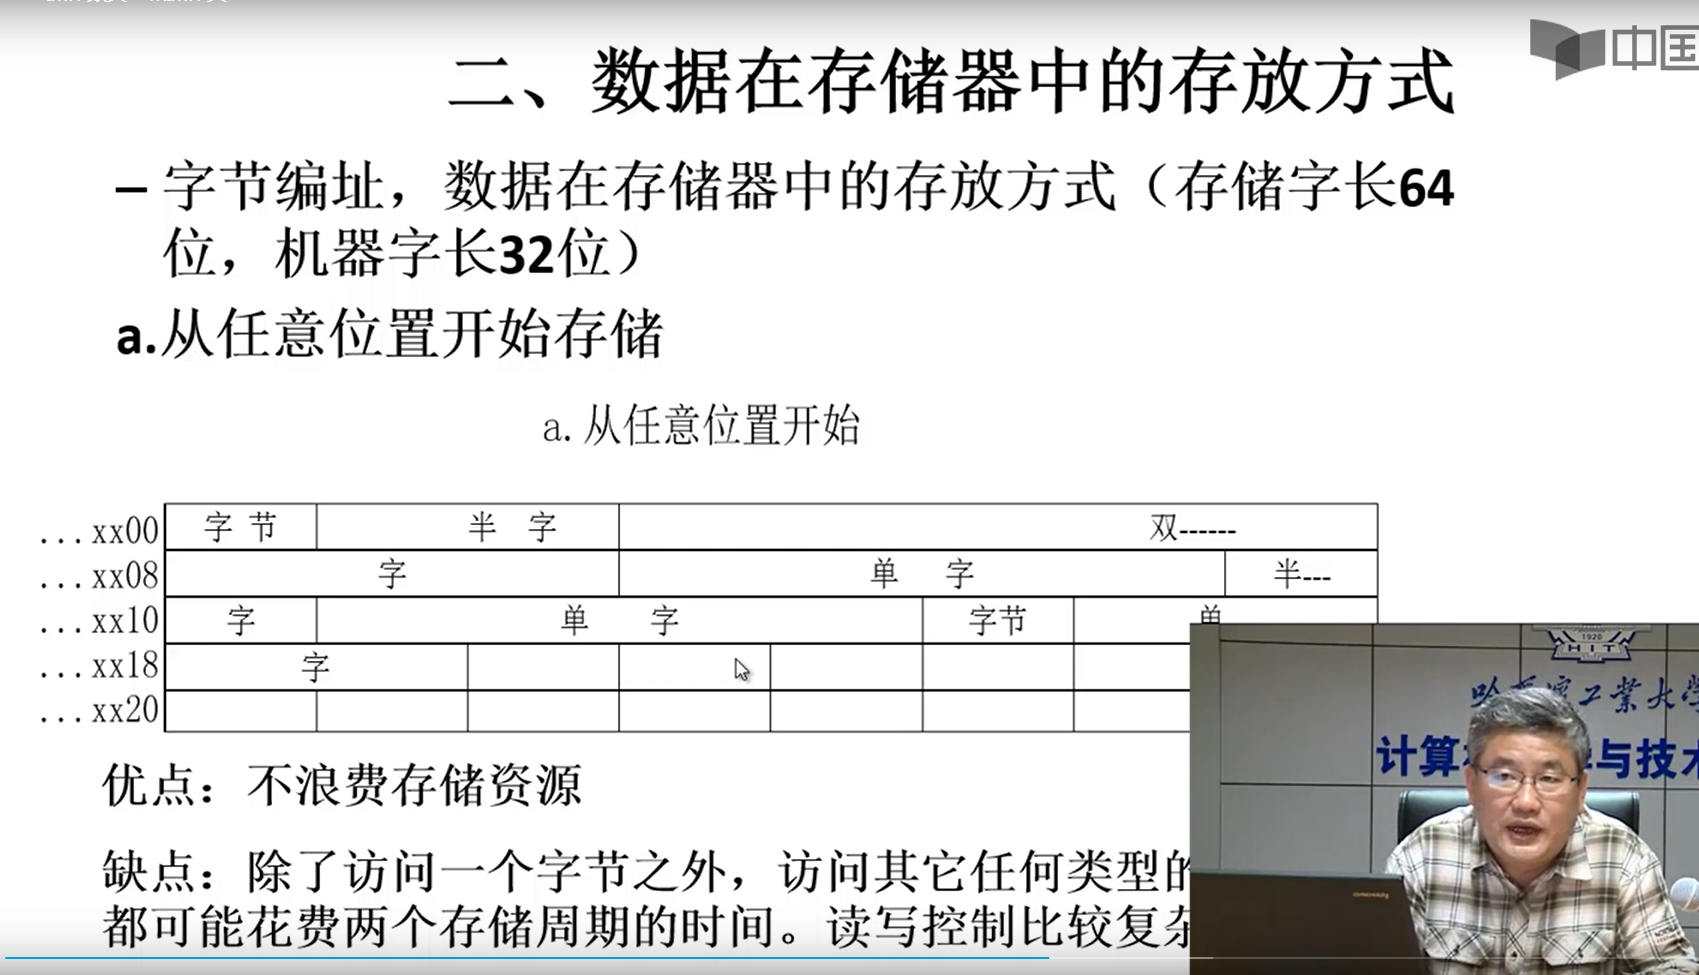 中国
二、数据在存储器中的存放方式
– 字节编址，数据在存储器中的存放方式（存储字长64
位，机器字长32位）
a.从任意位置开始存储
a. 从任意位置开始
...xx00 字 节 半 字 双------
...xx08 字 单 字 半---
...xx10 字 单 字 字节 单
...xx18 字
...xx20
优点：不浪费存储资源
缺点：除了访问一个字节之外，访问其它任何类型的
都可能花费两个存储周期的时间。读写控制比较复杂
1920
HIT
哈尔滨工业大学
计算 与技术